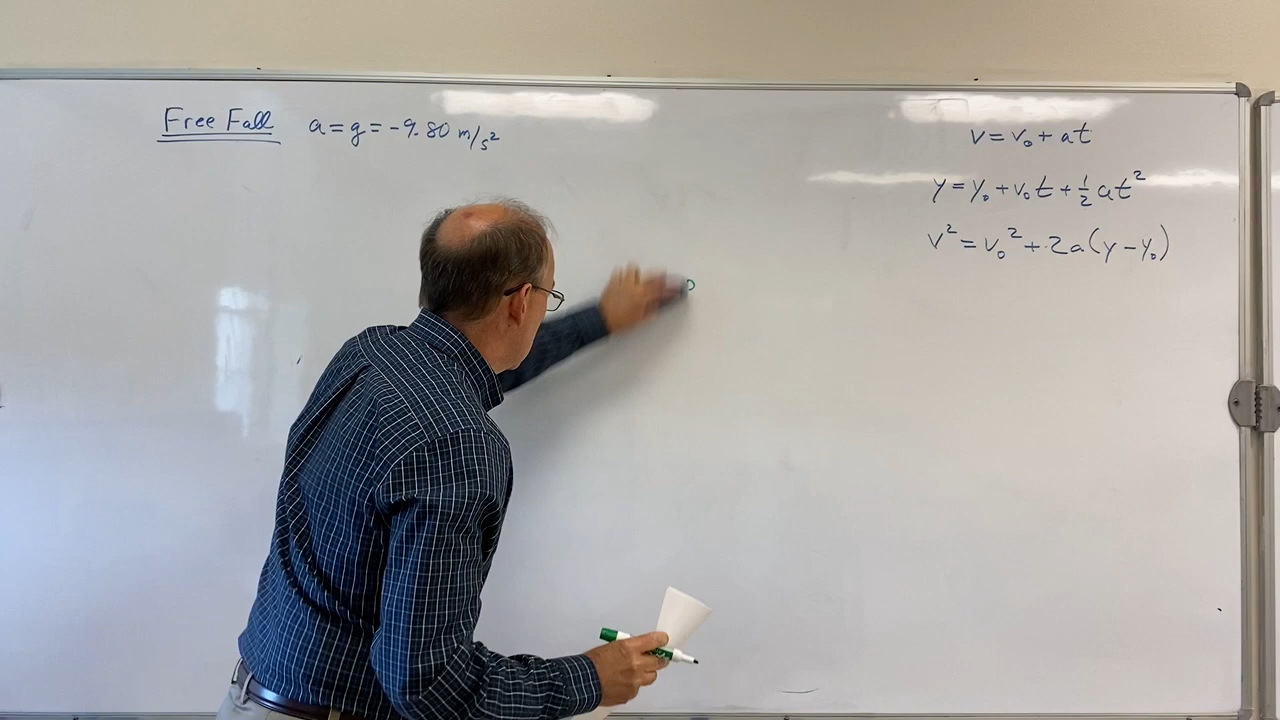 Free Fall a = g = -9.80 m/s²
v = v₀ + at
y = y₀ + v₀t + ½at²
v² = v₀² + 2a(y - y₀)